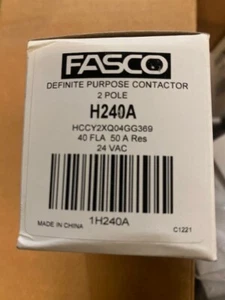 FASCO
DEFINITE PURPOSE CONTACTOR
2 POLE
H240A
HCCY2XQ04GG369
40 FLA 50 A Res
24 VAC
MADE IN CHINA
1H240A
C1221